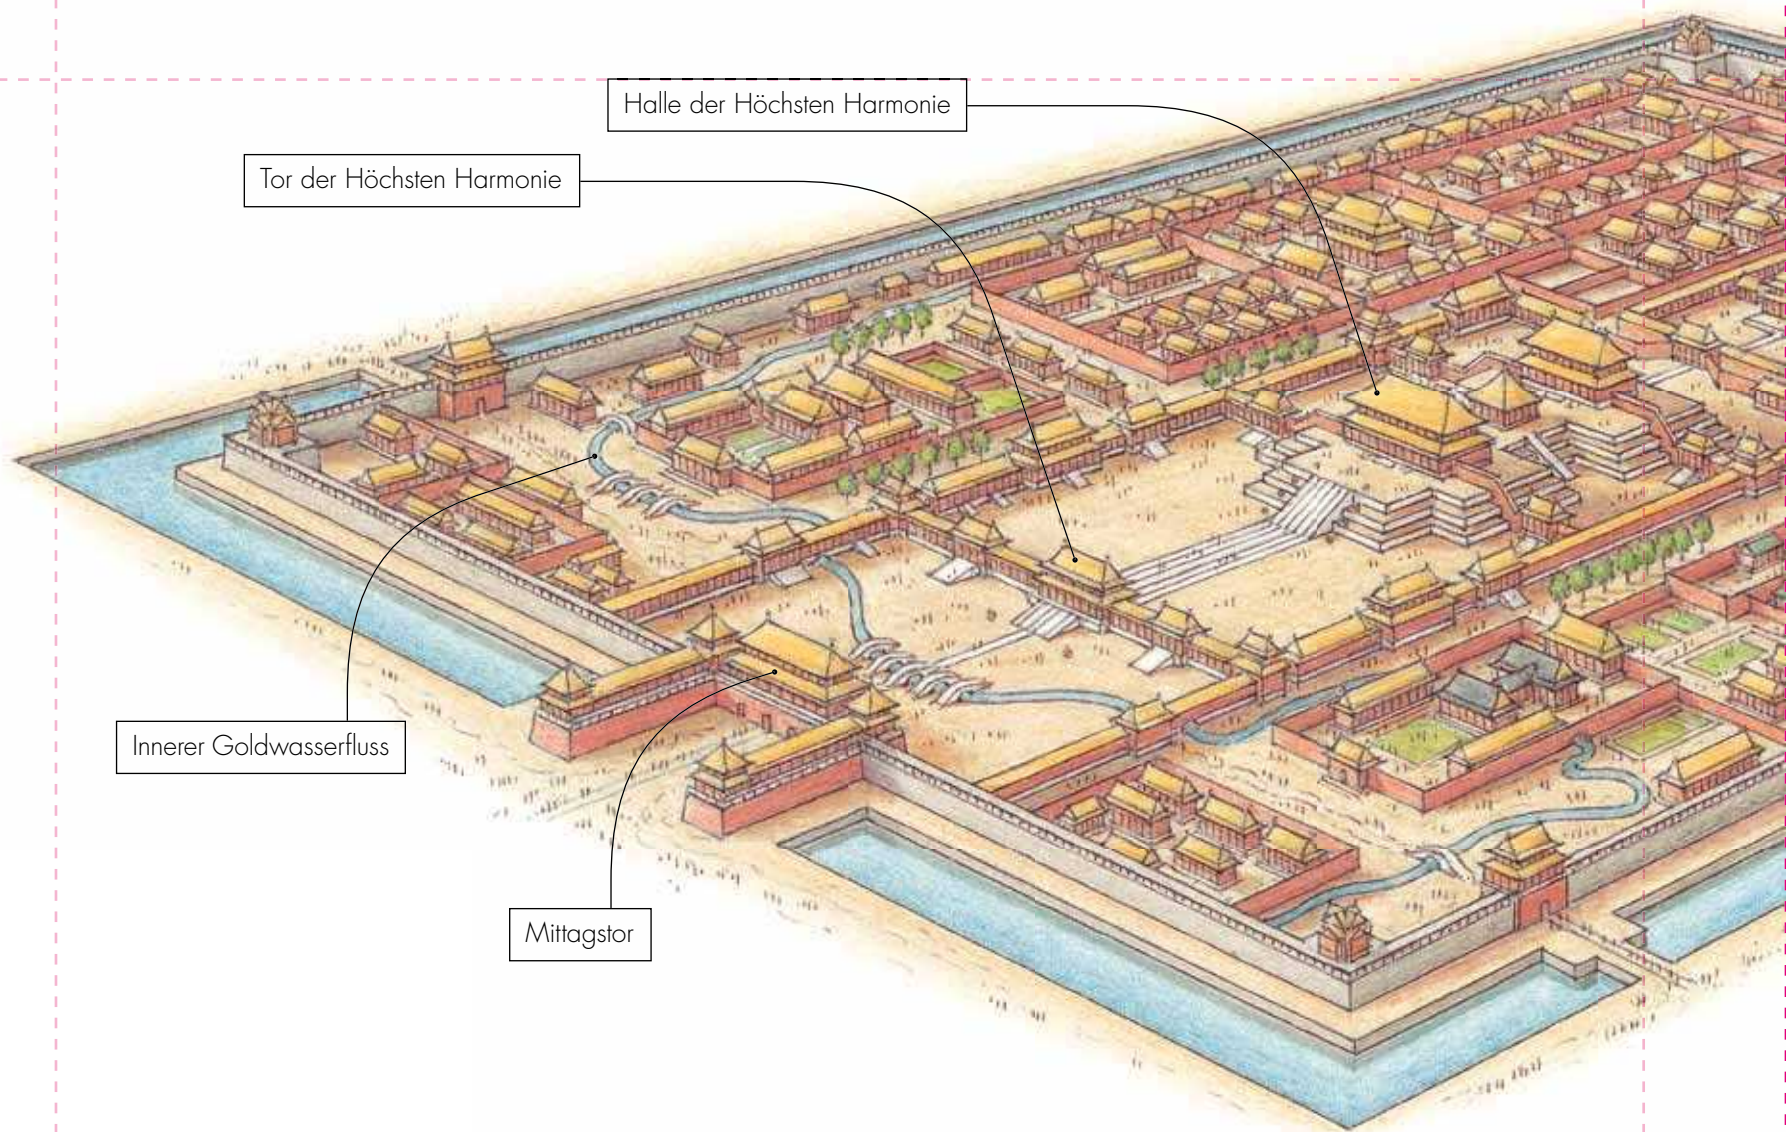 Halle der Höchsten Harmonie
Tor der Höchsten Harmonie
Innerer Goldwasserfluss
Mittagstor